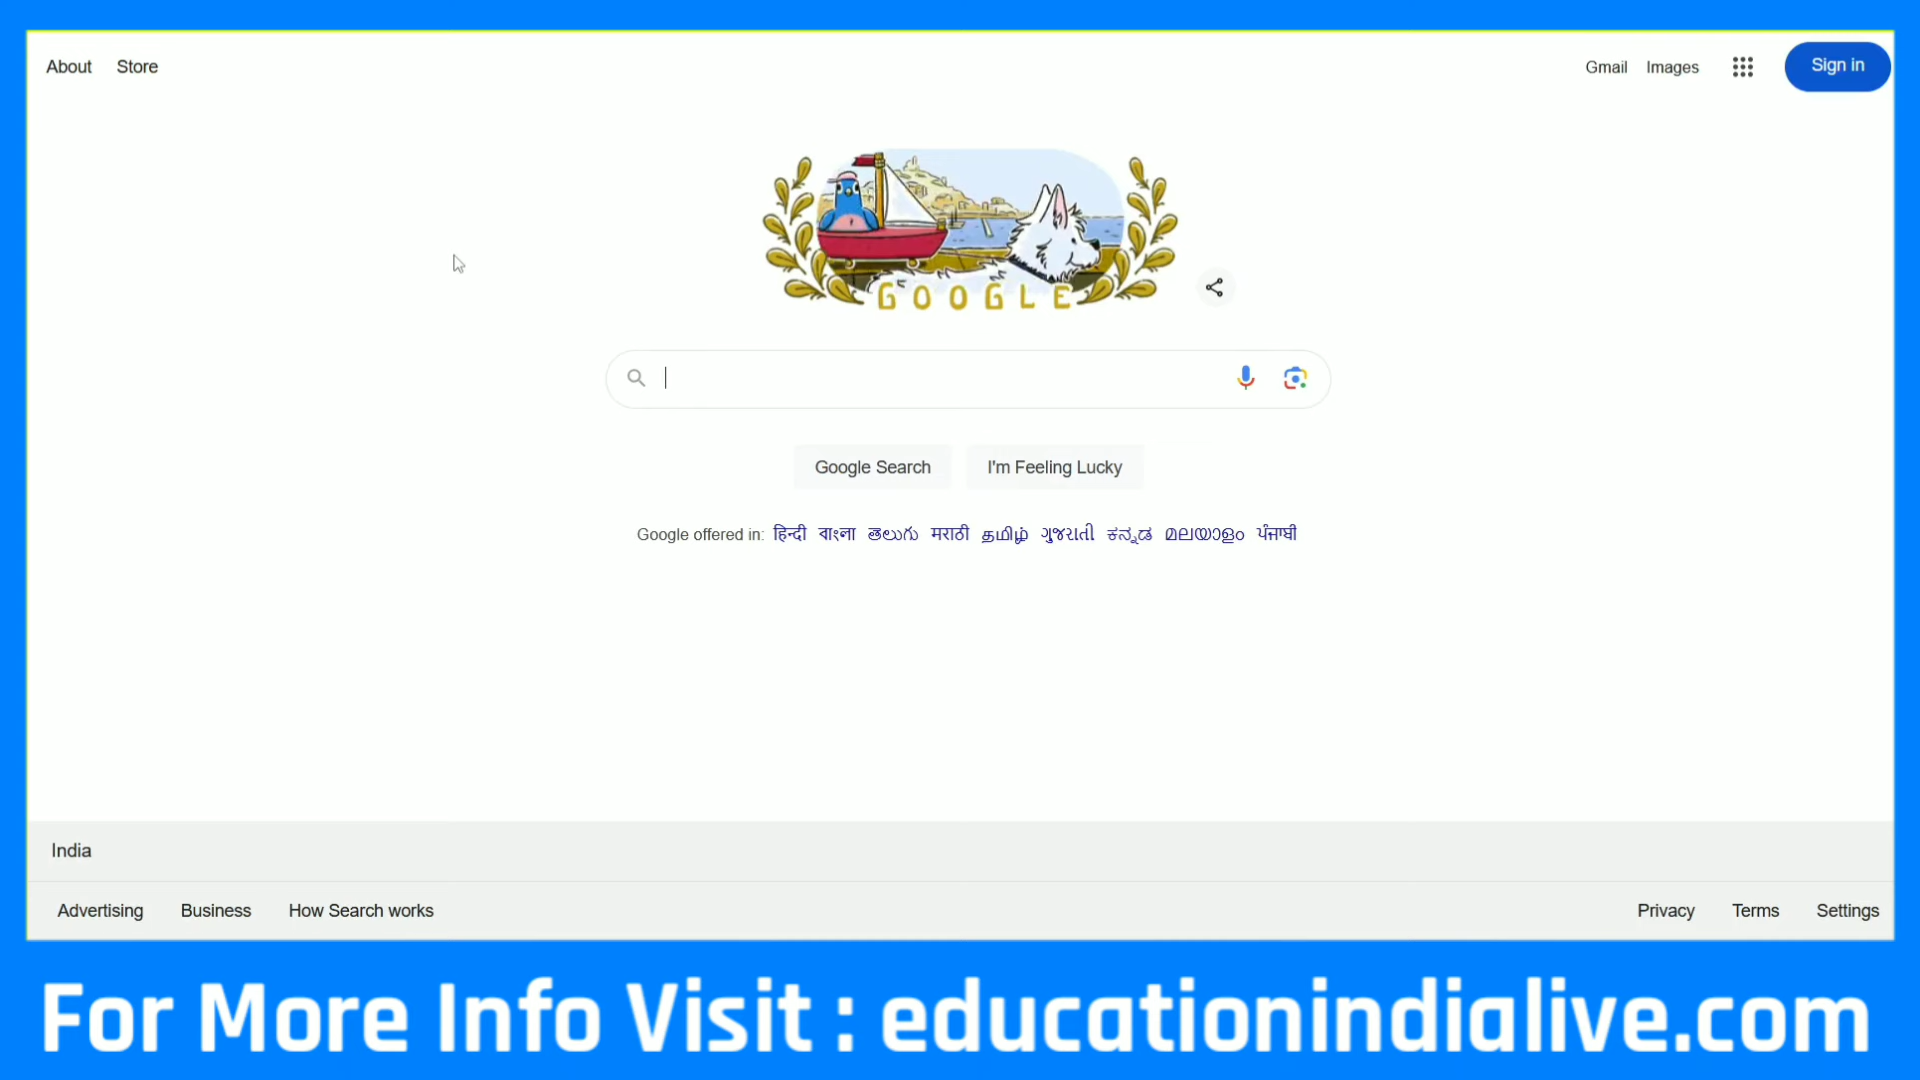 About Store Gmail Images Sign in
GOOGLE
Google Search I'm Feeling Lucky
Google offered in: हिन्दी বাংলা తెలుగు मराठी தமிழ் ગુજરાતી ಕನ್ನಡ മലയാളം ਪੰਜਾਬੀ
India
Advertising Business How Search works Privacy Terms Settings
For More Info Visit : educationindialive.com